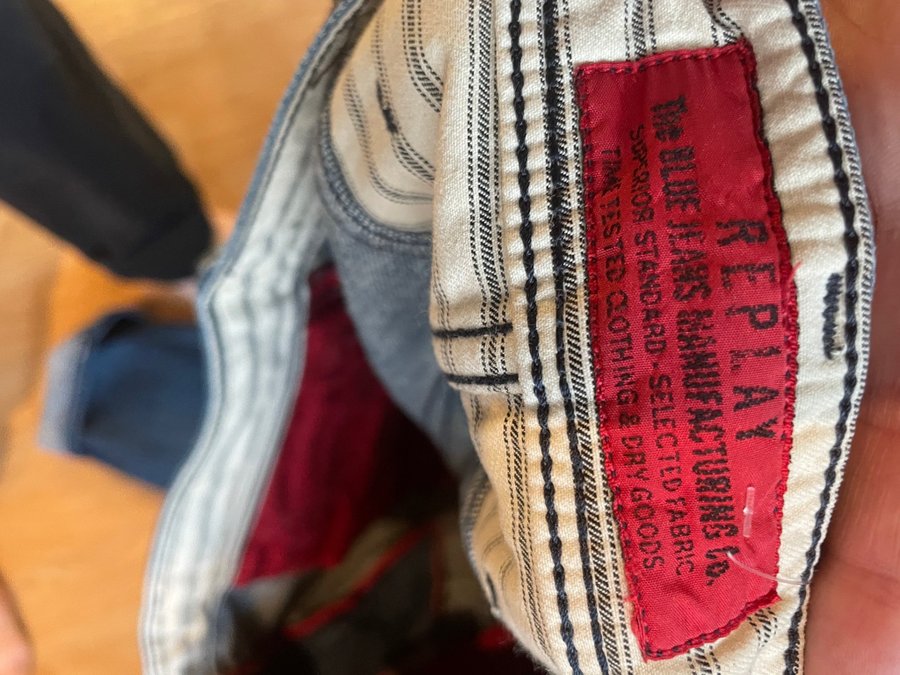 REPLAY
THE BLUE JEANS MANUFACTURING Co.
SUPERIOR STANDARD · SELECTED FABRIC
TIME TESTED CLOTHING & DRY GOODS